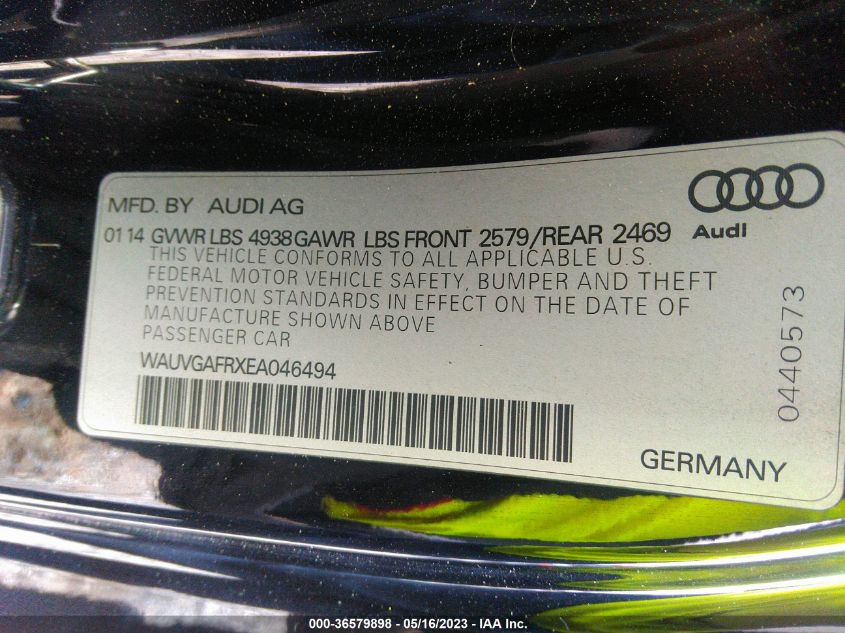 MFD. BY AUDI AG
Audi
01 14 GVWR LBS 4938 GAWR LBS FRONT 2579/REAR 2469
THIS VEHICLE CONFORMS TO ALL APPLICABLE U.S.
FEDERAL MOTOR VEHICLE SAFETY, BUMPER AND THEFT
PREVENTION STANDARDS IN EFFECT ON THE DATE OF
MANUFACTURE SHOWN ABOVE
PASSENGER CAR
WAUVGAFRXEA046494
0440573
GERMANY
000-36579898 - 05/16/2023 - IAA Inc.